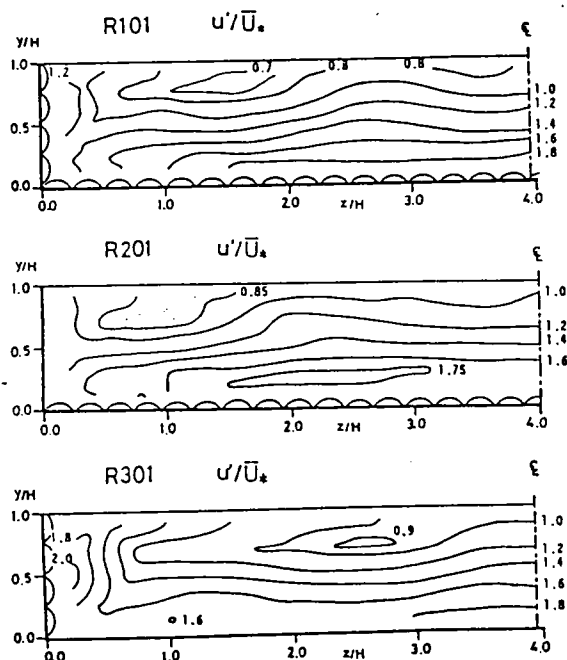 R101 u'/U̅*
y/H ℄
1.0 1.2 0.7 0.8 0.8
1.0
1.2
0.5 1.4
1.6
1.8
0.0
0.0 1.0 2.0 z/H 3.0 4.0
R201 u'/U̅*
y/H ℄
1.0 0.85 1.0
1.2
0.5 1.4
1.6
1.75
0.0
0.0 1.0 2.0 z/H 3.0 4.0
R301 u'/U̅*
y/H ℄
1.0 1.8 0.9 1.0
2.0 1.2
1.4
0.5 1.6
1.6 1.8
0.0
0.0 1.0 2.0 z/H 3.0 4.0